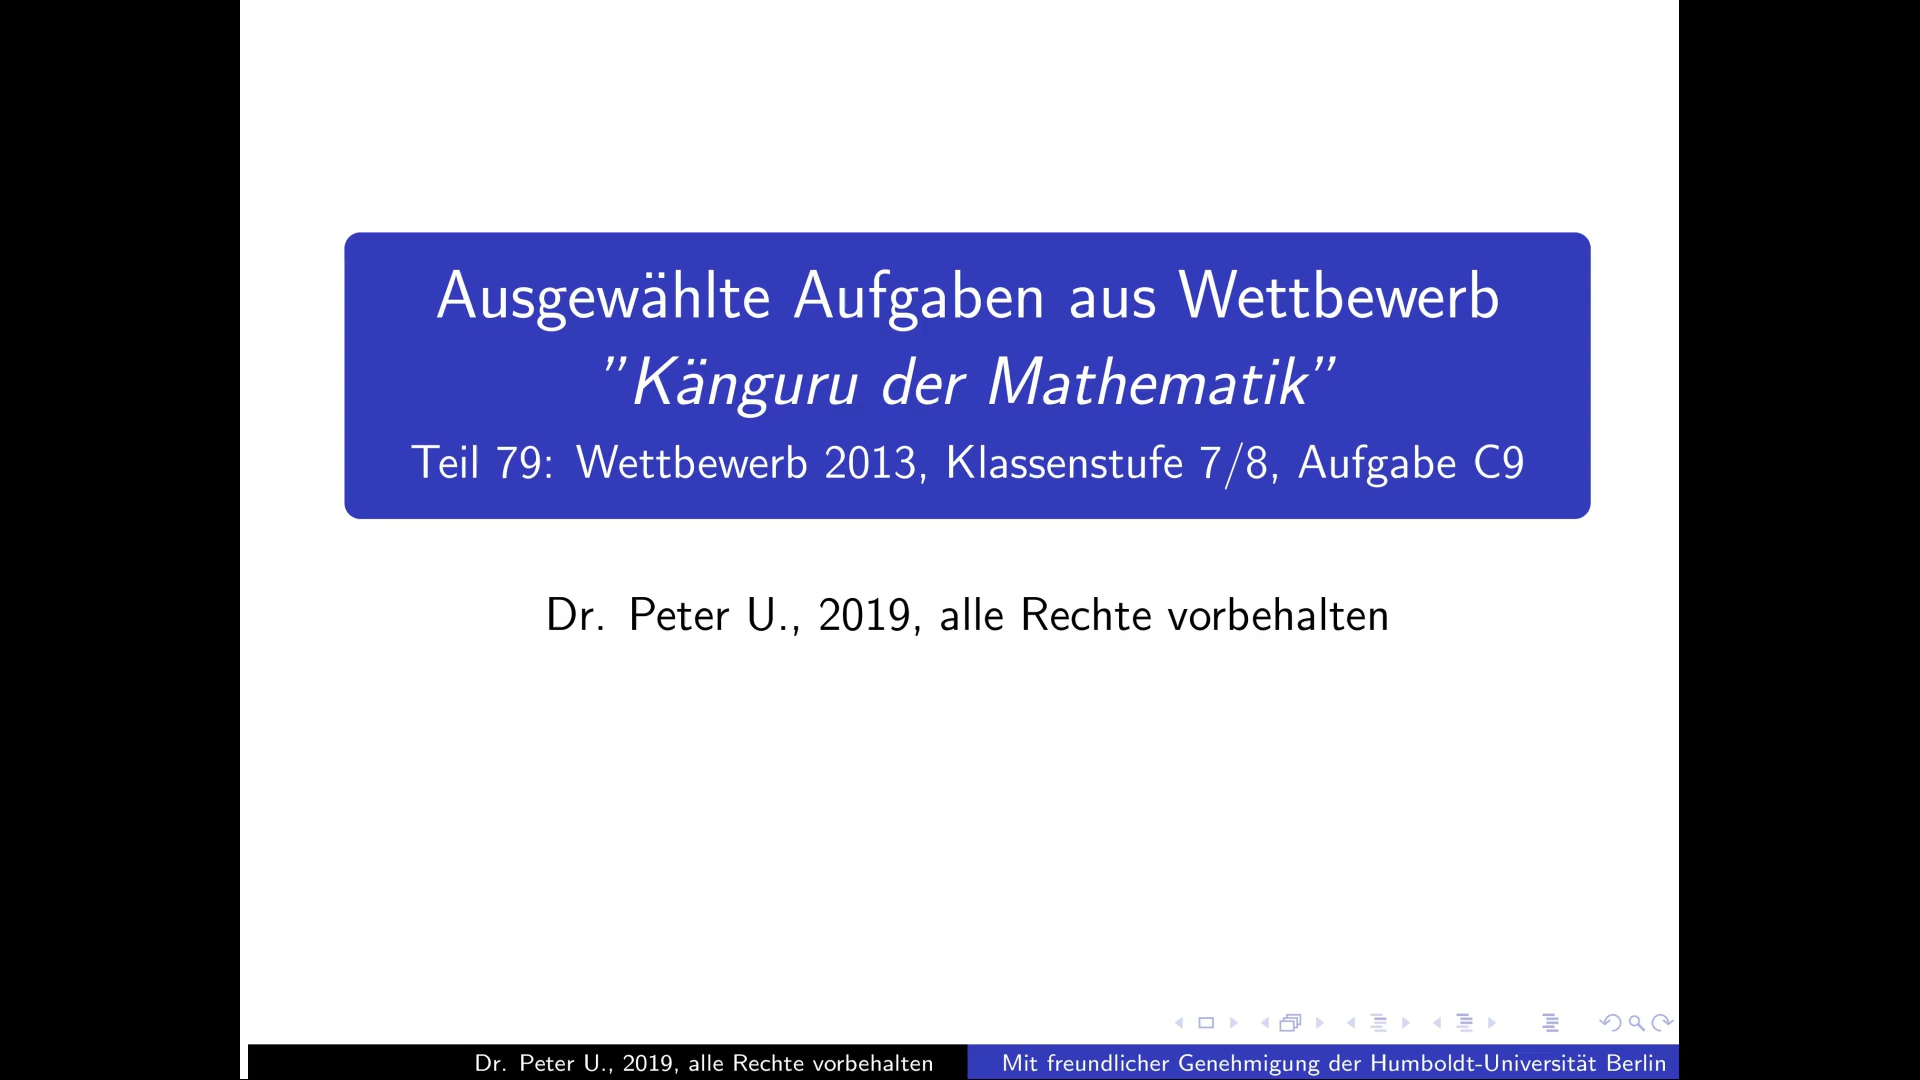 Ausgewählte Aufgaben aus Wettbewerb
”Känguru der Mathematik”
Teil 79: Wettbewerb 2013, Klassenstufe 7/8, Aufgabe C9
Dr. Peter U., 2019, alle Rechte vorbehalten
Dr. Peter U., 2019, alle Rechte vorbehalten
Mit freundlicher Genehmigung der Humboldt-Universität Berlin